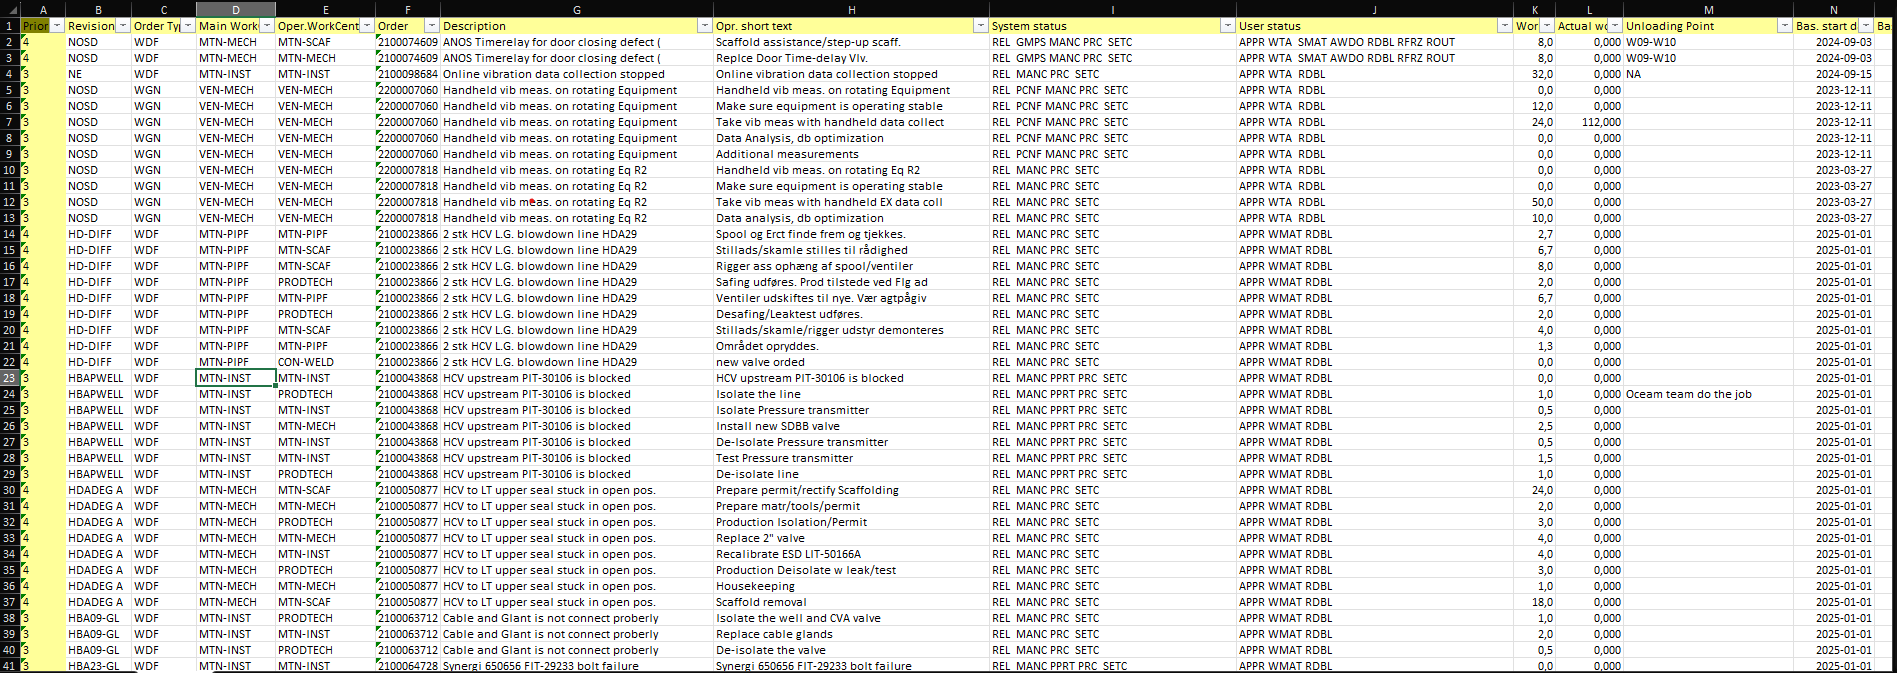 A B C D E F G H I J K L M N
1 Prior Revision Order Ty Main Work Oper.WorkCent Order Description Opr. short text System status User status Wor Actual wo Unloading Point Bas. start d Ba
2 4 NOSD WDF MTN-MECH MTN-SCAF 2100074609 ANOS Timerelay for door closing defect ( Scaffold assistance/step-up scaff. REL GMPS MANC PRC SETC APPR WTA SMAT AWDO RDBL RFRZ ROUT 8,0 0,000 W09-W10 2024-09-03
3 4 NOSD WDF MTN-MECH MTN-MECH 2100074609 ANOS Timerelay for door closing defect ( Replce Door Time-delay Vlv. REL GMPS MANC PRC SETC APPR WTA SMAT AWDO RDBL RFRZ ROUT 8,0 0,000 W09-W10 2024-09-03
4 3 NE WDF MTN-INST MTN-INST 2100098684 Online vibration data collection stopped Online vibration data collection stopped REL MANC PRC SETC APPR WTA RDBL 32,0 0,000 NA 2024-09-15
5 3 NOSD WGN VEN-MECH VEN-MECH 2200007060 Handheld vib meas. on rotating Equipment Handheld vib meas. on rotating Equipment REL PCNF MANC PRC SETC APPR WTA RDBL 0,0 0,000 2023-12-11
6 3 NOSD WGN VEN-MECH VEN-MECH 2200007060 Handheld vib meas. on rotating Equipment Make sure equipment is operating stable REL PCNF MANC PRC SETC APPR WTA RDBL 12,0 0,000 2023-12-11
7 3 NOSD WGN VEN-MECH VEN-MECH 2200007060 Handheld vib meas. on rotating Equipment Take vib meas with handheld data collect REL PCNF MANC PRC SETC APPR WTA RDBL 24,0 112,000 2023-12-11
8 3 NOSD WGN VEN-MECH VEN-MECH 2200007060 Handheld vib meas. on rotating Equipment Data Analysis, db optimization REL PCNF MANC PRC SETC APPR WTA RDBL 0,0 0,000 2023-12-11
9 3 NOSD WGN VEN-MECH VEN-MECH 2200007060 Handheld vib meas. on rotating Equipment Additional measurements REL PCNF MANC PRC SETC APPR WTA RDBL 0,0 0,000 2023-12-11
10 3 NOSD WGN VEN-MECH VEN-MECH 2200007818 Handheld vib meas. on rotating Eq R2 Handheld vib meas. on rotating Eq R2 REL MANC PRC SETC APPR WTA RDBL 0,0 0,000 2023-03-27
11 3 NOSD WGN VEN-MECH VEN-MECH 2200007818 Handheld vib meas. on rotating Eq R2 Make sure equipment is operating stable REL MANC PRC SETC APPR WTA RDBL 0,0 0,000 2023-03-27
12 3 NOSD WGN VEN-MECH VEN-MECH 2200007818 Handheld vib meas. on rotating Eq R2 Take vib meas with handheld EX data coll REL MANC PRC SETC APPR WTA RDBL 50,0 0,000 2023-03-27
13 3 NOSD WGN VEN-MECH VEN-MECH 2200007818 Handheld vib meas. on rotating Eq R2 Data analysis, db optimization REL MANC PRC SETC APPR WTA RDBL 10,0 0,000 2023-03-27
14 4 HD-DIFF WDF MTN-PIPF MTN-PIPF 2100023866 2 stk HCV L.G. blowdown line HDA29 Spool og Erct finde frem og tjekkes. REL MANC PRC SETC APPR WMAT RDBL 2,7 0,000 2025-01-01
15 4 HD-DIFF WDF MTN-PIPF MTN-SCAF 2100023866 2 stk HCV L.G. blowdown line HDA29 Stillads/skamle stilles til rådighed REL MANC PRC SETC APPR WMAT RDBL 6,7 0,000 2025-01-01
16 4 HD-DIFF WDF MTN-PIPF MTN-SCAF 2100023866 2 stk HCV L.G. blowdown line HDA29 Rigger ass ophæng af spool/ventiler REL MANC PRC SETC APPR WMAT RDBL 8,0 0,000 2025-01-01
17 4 HD-DIFF WDF MTN-PIPF PRODTECH 2100023866 2 stk HCV L.G. blowdown line HDA29 Safing udføres. Prod tilstede ved Flg ad REL MANC PRC SETC APPR WMAT RDBL 2,0 0,000 2025-01-01
18 4 HD-DIFF WDF MTN-PIPF MTN-PIPF 2100023866 2 stk HCV L.G. blowdown line HDA29 Ventiler udskiftes til nye. Vær agtpågiv REL MANC PRC SETC APPR WMAT RDBL 6,7 0,000 2025-01-01
19 4 HD-DIFF WDF MTN-PIPF PRODTECH 2100023866 2 stk HCV L.G. blowdown line HDA29 Desafing/Leaktest udføres. REL MANC PRC SETC APPR WMAT RDBL 2,0 0,000 2025-01-01
20 4 HD-DIFF WDF MTN-PIPF MTN-SCAF 2100023866 2 stk HCV L.G. blowdown line HDA29 Stillads/skamle/rigger udstyr demonteres REL MANC PRC SETC APPR WMAT RDBL 4,0 0,000 2025-01-01
21 4 HD-DIFF WDF MTN-PIPF MTN-PIPF 2100023866 2 stk HCV L.G. blowdown line HDA29 Området opryddes. REL MANC PRC SETC APPR WMAT RDBL 1,3 0,000 2025-01-01
22 4 HD-DIFF WDF MTN-PIPF CON-WELD 2100023866 2 stk HCV L.G. blowdown line HDA29 new valve orded REL MANC PRC SETC APPR WMAT RDBL 0,0 0,000 2025-01-01
23 3 HBAPWELL WDF MTN-INST MTN-INST 2100043868 HCV upstream PIT-30106 is blocked HCV upstream PIT-30106 is blocked REL MANC PPRT PRC SETC APPR WMAT RDBL 0,0 0,000 2025-01-01
24 3 HBAPWELL WDF MTN-INST PRODTECH 2100043868 HCV upstream PIT-30106 is blocked Isolate the line REL MANC PPRT PRC SETC APPR WMAT RDBL 1,0 0,000 Oceam team do the job 2025-01-01
25 3 HBAPWELL WDF MTN-INST MTN-INST 2100043868 HCV upstream PIT-30106 is blocked Isolate Pressure transmitter REL MANC PPRT PRC SETC APPR WMAT RDBL 0,5 0,000 2025-01-01
26 3 HBAPWELL WDF MTN-INST MTN-MECH 2100043868 HCV upstream PIT-30106 is blocked Install new SDBB valve REL MANC PPRT PRC SETC APPR WMAT RDBL 2,5 0,000 2025-01-01
27 3 HBAPWELL WDF MTN-INST MTN-INST 2100043868 HCV upstream PIT-30106 is blocked De-Isolate Pressure transmitter REL MANC PPRT PRC SETC APPR WMAT RDBL 0,5 0,000 2025-01-01
28 3 HBAPWELL WDF MTN-INST MTN-INST 2100043868 HCV upstream PIT-30106 is blocked Test Pressure transmitter REL MANC PPRT PRC SETC APPR WMAT RDBL 1,5 0,000 2025-01-01
29 3 HBAPWELL WDF MTN-INST PRODTECH 2100043868 HCV upstream PIT-30106 is blocked De-isolate line REL MANC PPRT PRC SETC APPR WMAT RDBL 1,0 0,000 2025-01-01
30 4 HDADEG A WDF MTN-MECH MTN-SCAF 2100050877 HCV to LT upper seal stuck in open pos. Prepare permit/rectify Scaffolding REL MANC PRC SETC APPR WMAT RDBL 24,0 0,000 2025-01-01
31 4 HDADEG A WDF MTN-MECH MTN-MECH 2100050877 HCV to LT upper seal stuck in open pos. Prepare matr/tools/permit REL MANC PRC SETC APPR WMAT RDBL 2,0 0,000 2025-01-01
32 4 HDADEG A WDF MTN-MECH PRODTECH 2100050877 HCV to LT upper seal stuck in open pos. Production Isolation/Permit REL MANC PRC SETC APPR WMAT RDBL 3,0 0,000 2025-01-01
33 4 HDADEG A WDF MTN-MECH MTN-MECH 2100050877 HCV to LT upper seal stuck in open pos. Replace 2" valve REL MANC PRC SETC APPR WMAT RDBL 4,0 0,000 2025-01-01
34 4 HDADEG A WDF MTN-MECH MTN-INST 2100050877 HCV to LT upper seal stuck in open pos. Recalibrate ESD LIT-50166A REL MANC PRC SETC APPR WMAT RDBL 4,0 0,000 2025-01-01
35 4 HDADEG A WDF MTN-MECH PRODTECH 2100050877 HCV to LT upper seal stuck in open pos. Production Deisolate w leak/test REL MANC PRC SETC APPR WMAT RDBL 3,0 0,000 2025-01-01
36 4 HDADEG A WDF MTN-MECH MTN-MECH 2100050877 HCV to LT upper seal stuck in open pos. Housekeeping REL MANC PRC SETC APPR WMAT RDBL 1,0 0,000 2025-01-01
37 4 HDADEG A WDF MTN-MECH MTN-SCAF 2100050877 HCV to LT upper seal stuck in open pos. Scaffold removal REL MANC PRC SETC APPR WMAT RDBL 18,0 0,000 2025-01-01
38 3 HBA09-GL WDF MTN-INST PRODTECH 2100063712 Cable and Glant is not connect proberly Isolate the well and CVA valve REL MANC PRC SETC APPR WMAT RDBL 1,0 0,000 2025-01-01
39 3 HBA09-GL WDF MTN-INST MTN-INST 2100063712 Cable and Glant is not connect proberly Replace cable glands REL MANC PRC SETC APPR WMAT RDBL 2,0 0,000 2025-01-01
40 3 HBA09-GL WDF MTN-INST PRODTECH 2100063712 Cable and Glant is not connect proberly De-isolate the valve REL MANC PRC SETC APPR WMAT RDBL 0,5 0,000 2025-01-01
41 3 HBA23-GL WDF MTN-INST MTN-INST 2100064728 Synergi 650656 FIT-29233 bolt failure Synergi 650656 FIT-29233 bolt failure REL MANC PPRT PRC SETC APPR WMAT RDBL 0,0 0,000 2025-01-01